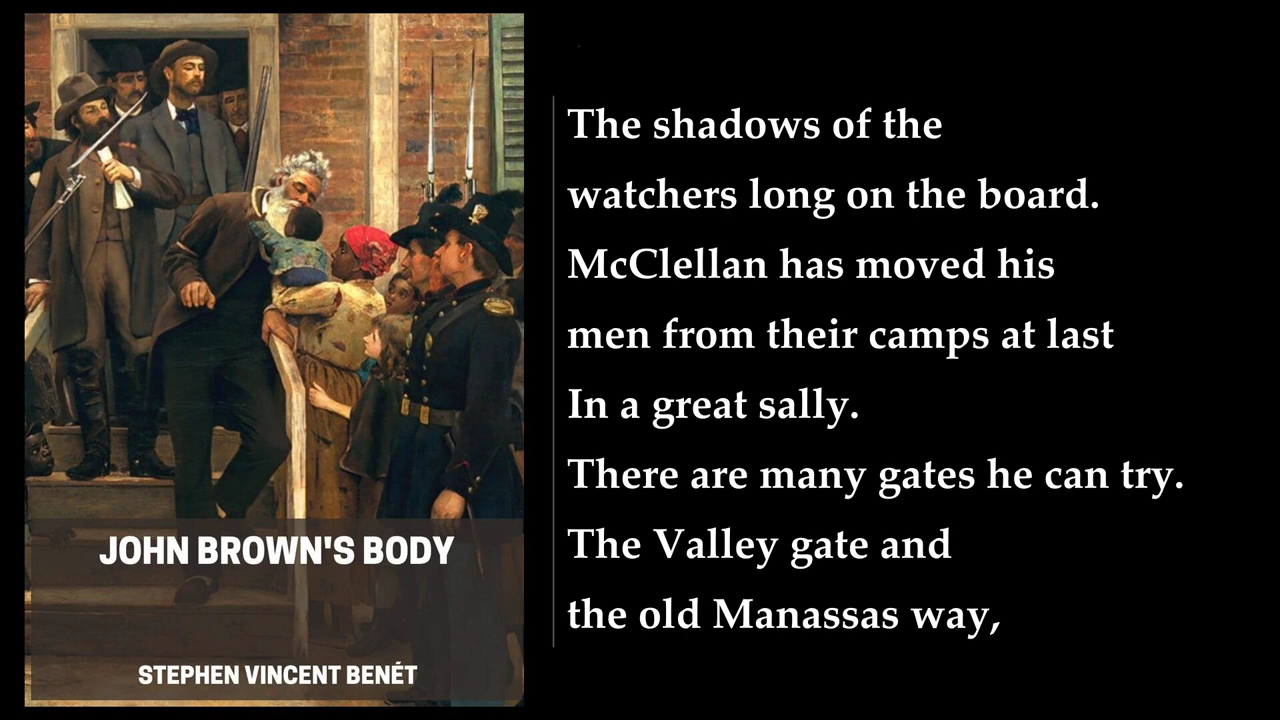 JOHN BROWN'S BODY
STEPHEN VINCENT BENÉT
The shadows of the
watchers long on the board.
McClellan has moved his
men from their camps at last
In a great sally.
There are many gates he can try.
The Valley gate and
the old Manassas way,